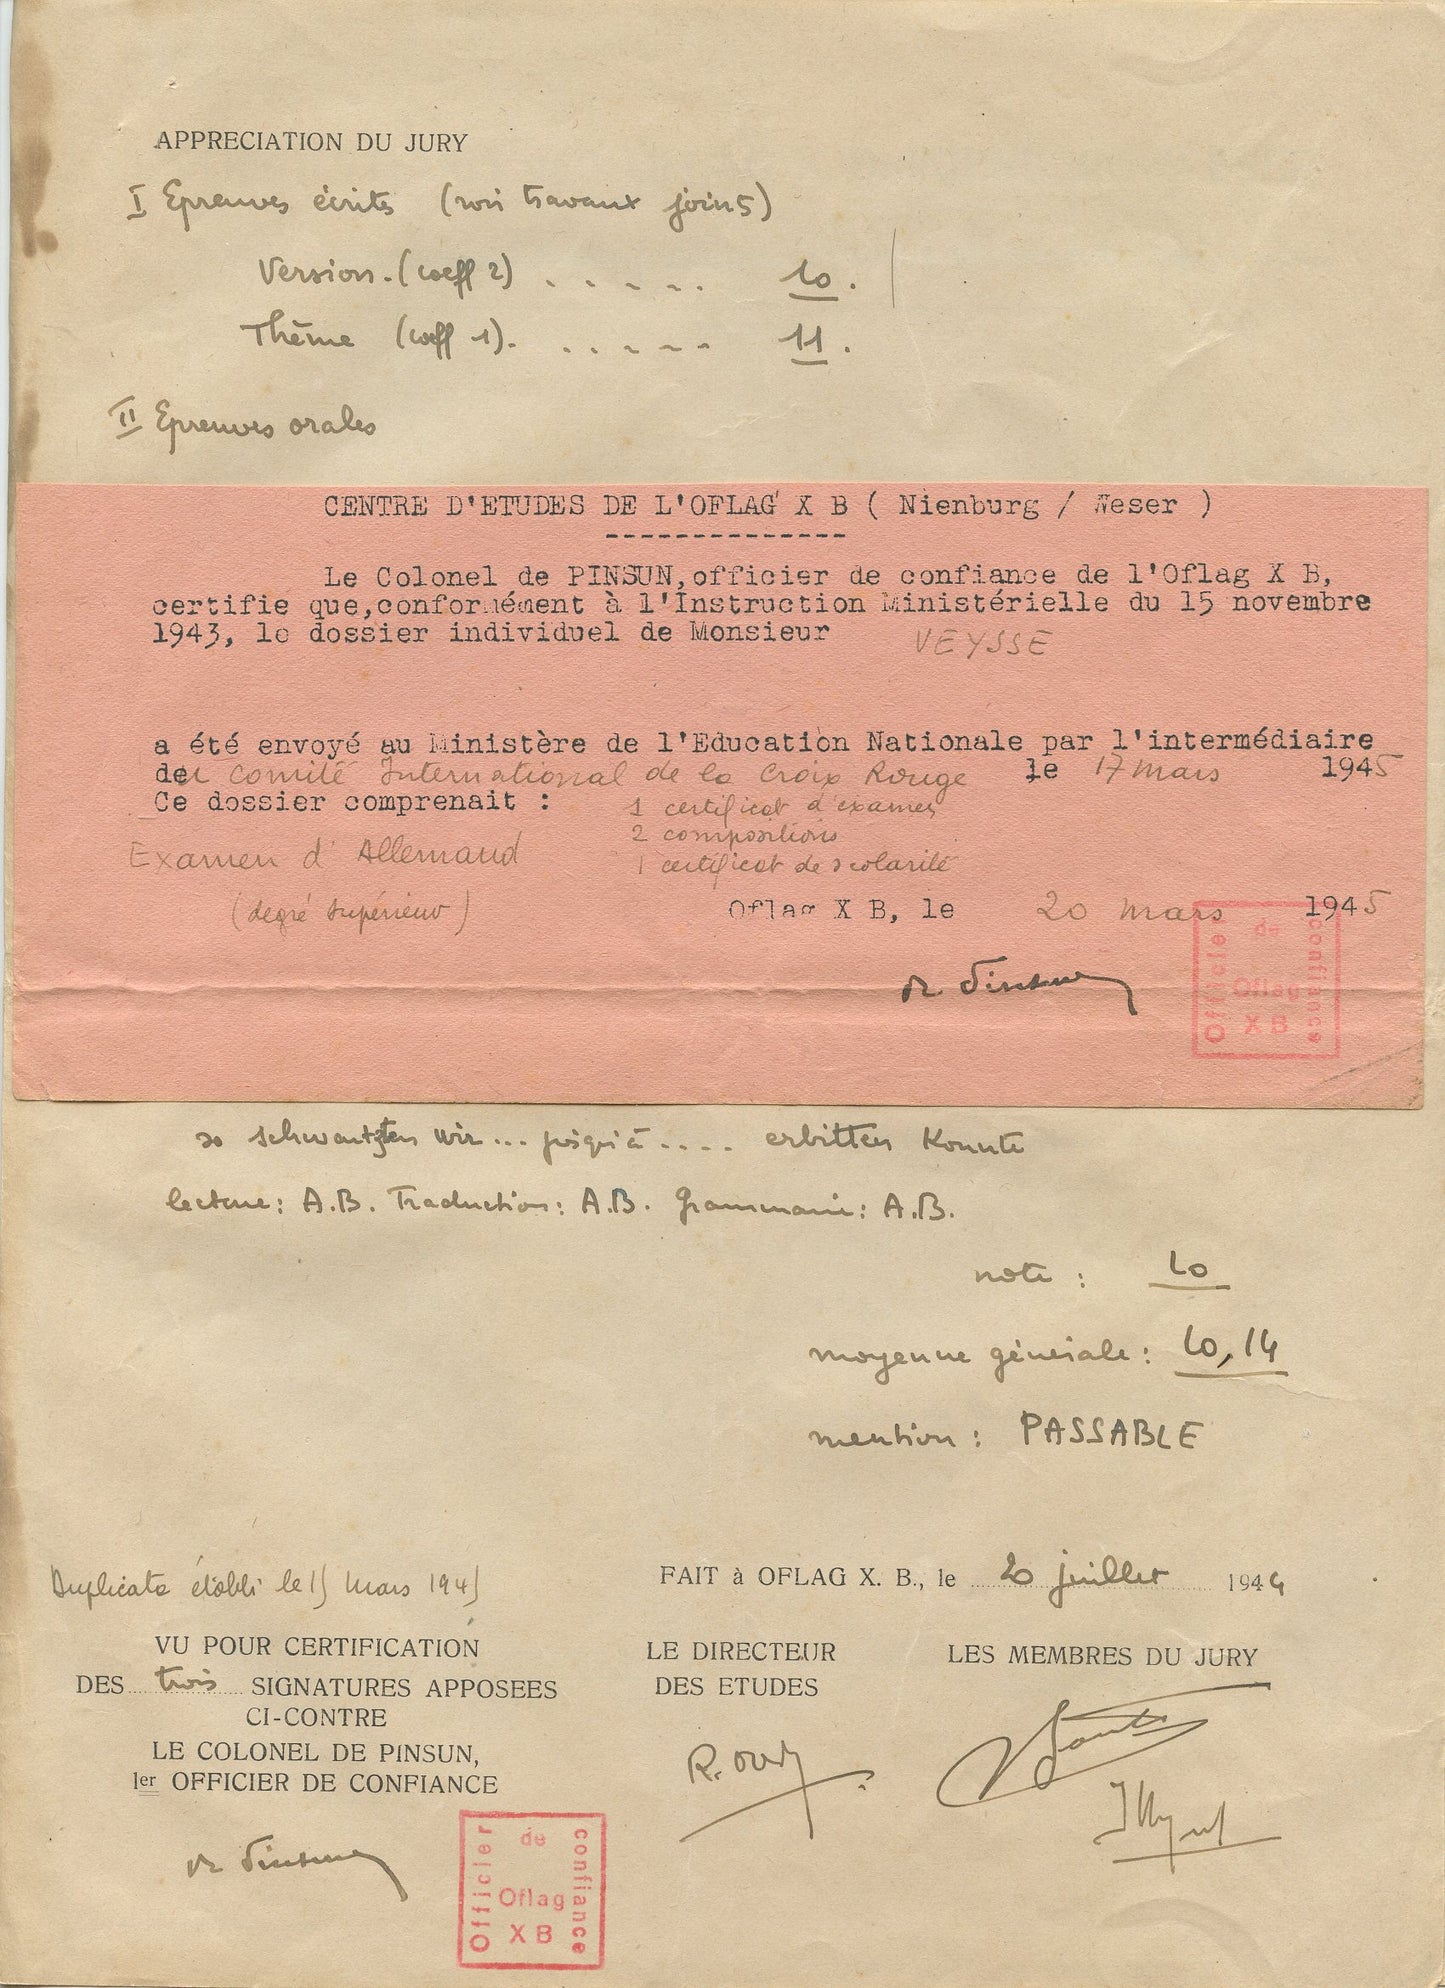 APPRECIATION DU JURY
I Epreuves écrites (voir travaux joints)
Version. (coeff 2) . . . . . . 10.
Thème (coeff 1). . . . . . . 11.
II Epreuves orales
CENTRE D'ETUDES DE L'OFLAG X B ( Nienburg / Weser )
--------------
Le Colonel de PINSUN, officier de confiance de l'Oflag X B,
certifie que, conformément à l'Instruction Ministérielle du 15 novembre
1943, le dossier individuel de Monsieur VEYSSE
a été envoyé au Ministère de l'Education Nationale par l'intermédiaire
deu Comité International de la Croix Rouge le 17 mars 1945
Ce dossier comprenait : 1 certificat d'examen
2 compositions
Examen d'Allemand 1 certificat de scolarité
(degré supérieur) Oflag X B, le 20 mars 1945
de Pinsun
Officier de confiance
Oflag
X B
so schwantzten wir ... jusqu'à .... erbitten konnte
lecture : A.B. Traduction : A.B. Grammaire : A.B.
note : 10
moyenne générale : 10,14
mention : PASSABLE
Duplicata établi le 15 mars 1945
FAIT à OFLAG X. B., le 20 juillet 1944
VU POUR CERTIFICATION
DES trois SIGNATURES APPOSEES
CI-CONTRE
LE COLONEL DE PINSUN,
1er OFFICIER DE CONFIANCE
de Pinsun
Officier de confiance
Oflag
X B
LE DIRECTEUR
DES ETUDES
LES MEMBRES DU JURY